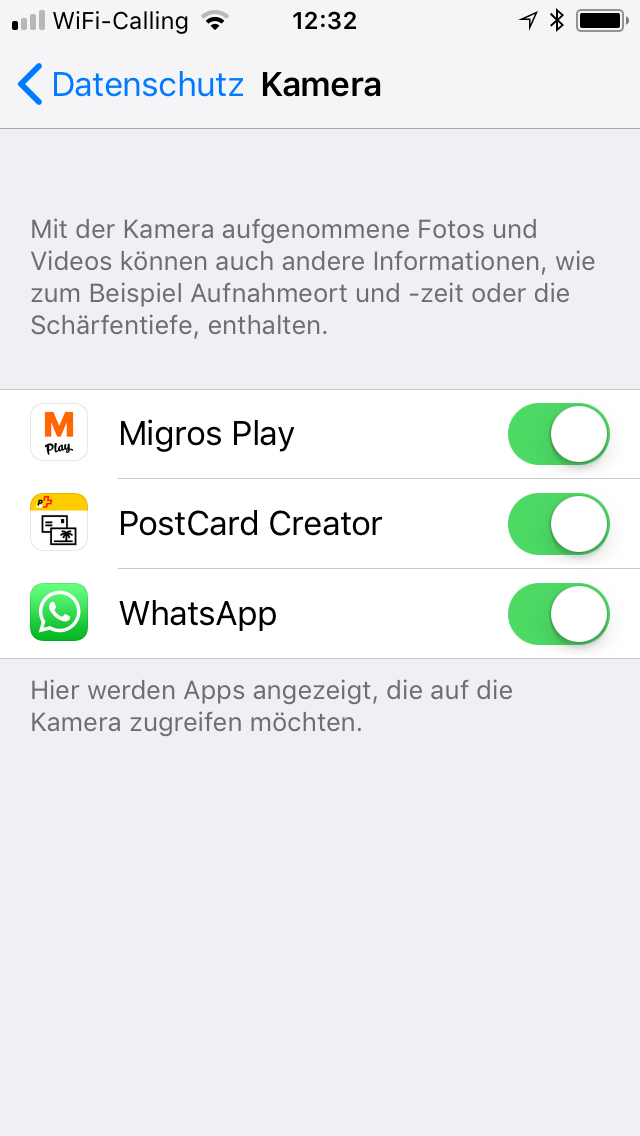 WiFi-Calling 12:32
Datenschutz Kamera
Mit der Kamera aufgenommene Fotos und
Videos können auch andere Informationen, wie
zum Beispiel Aufnahmeort und -zeit oder die
Schärfentiefe, enthalten.
M
Play
Migros Play
P
PostCard Creator
WhatsApp
Hier werden Apps angezeigt, die auf die
Kamera zugreifen möchten.